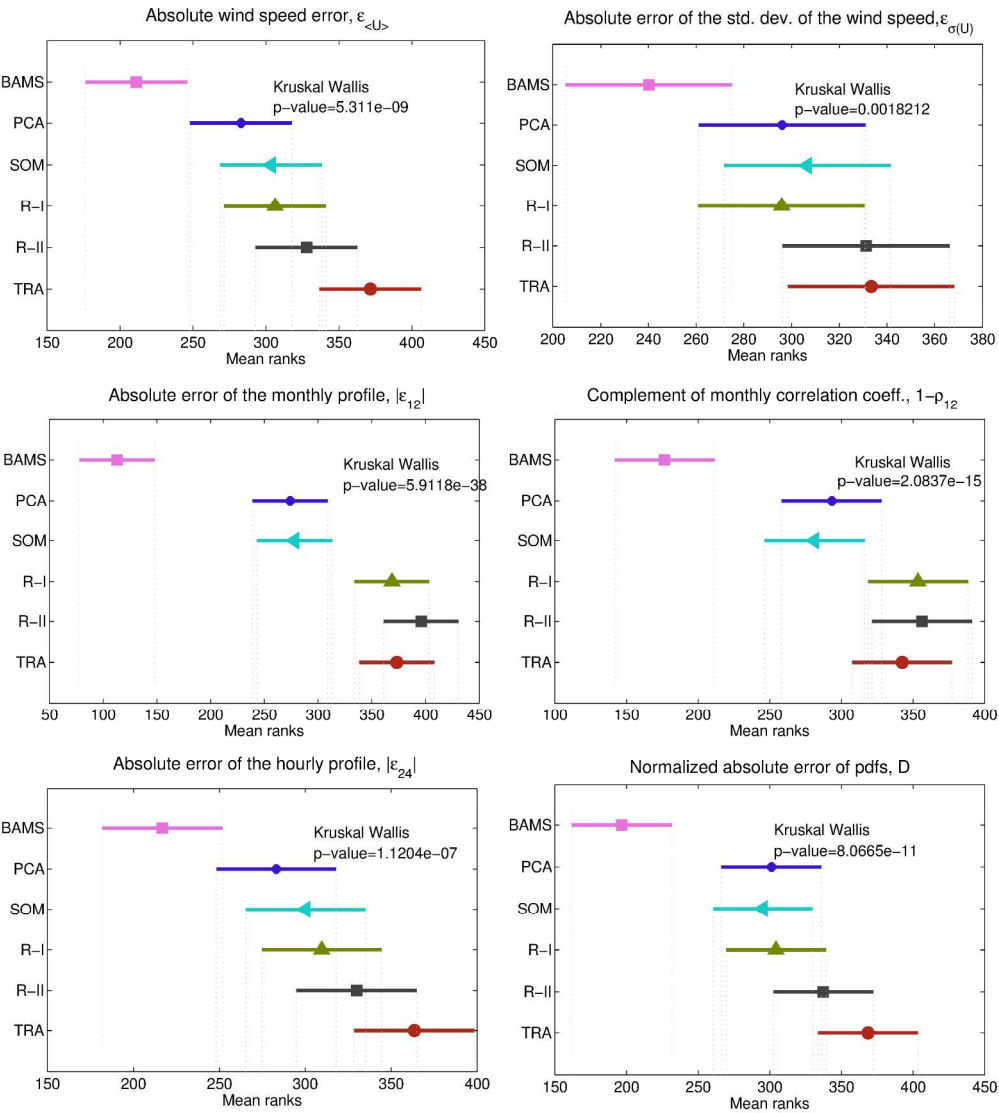 Absolute wind speed error, ε<U>
BAMS
PCA
SOM
R−I
R−II
TRA
Kruskal Wallis
p−value=5.311e−09
150 200 250 300 350 400 450
Mean ranks
Absolute error of the std. dev. of the wind speed,εσ(U)
BAMS
PCA
SOM
R−I
R−II
TRA
Kruskal Wallis
p−value=0.0018212
200 220 240 260 280 300 320 340 360 380
Mean ranks
Absolute error of the monthly profile, |ε12|
BAMS
PCA
SOM
R−I
R−II
TRA
Kruskal Wallis
p−value=5.9118e−38
50 100 150 200 250 300 350 400 450
Mean ranks
Complement of monthly correlation coeff., 1−ρ12
BAMS
PCA
SOM
R−I
R−II
TRA
Kruskal Wallis
p−value=2.0837e−15
100 150 200 250 300 350 400
Mean ranks
Absolute error of the hourly profile, |ε24|
BAMS
PCA
SOM
R−I
R−II
TRA
Kruskal Wallis
p−value=1.1204e−07
150 200 250 300 350 400
Mean ranks
Normalized absolute error of pdfs, D
BAMS
PCA
SOM
R−I
R−II
TRA
Kruskal Wallis
p−value=8.0665e−11
150 200 250 300 350 400 450
Mean ranks